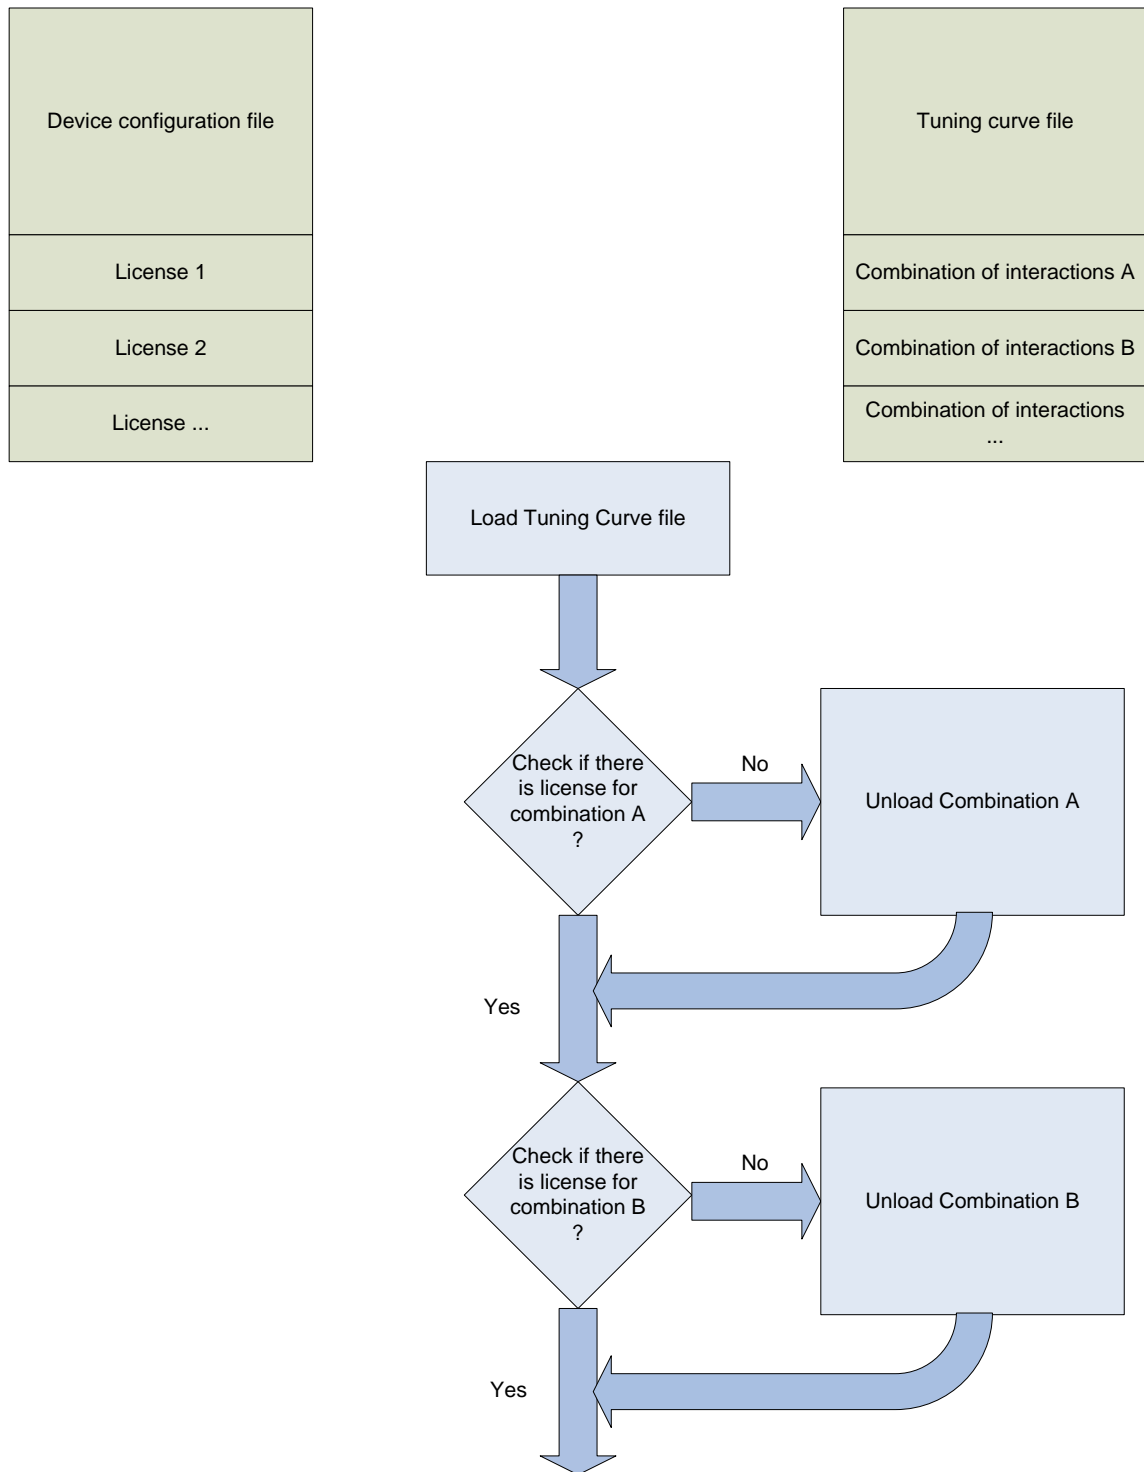 Device configuration file
Tuning curve file
License 1
Combination of interactions A
License 2
Combination of interactions B
License ...
Combination of interactions
...
Load Tuning Curve file
Check if there
is license for
combination A
?
No
Unload Combination A
Yes
Check if there
is license for
combination B
?
No
Unload Combination B
Yes